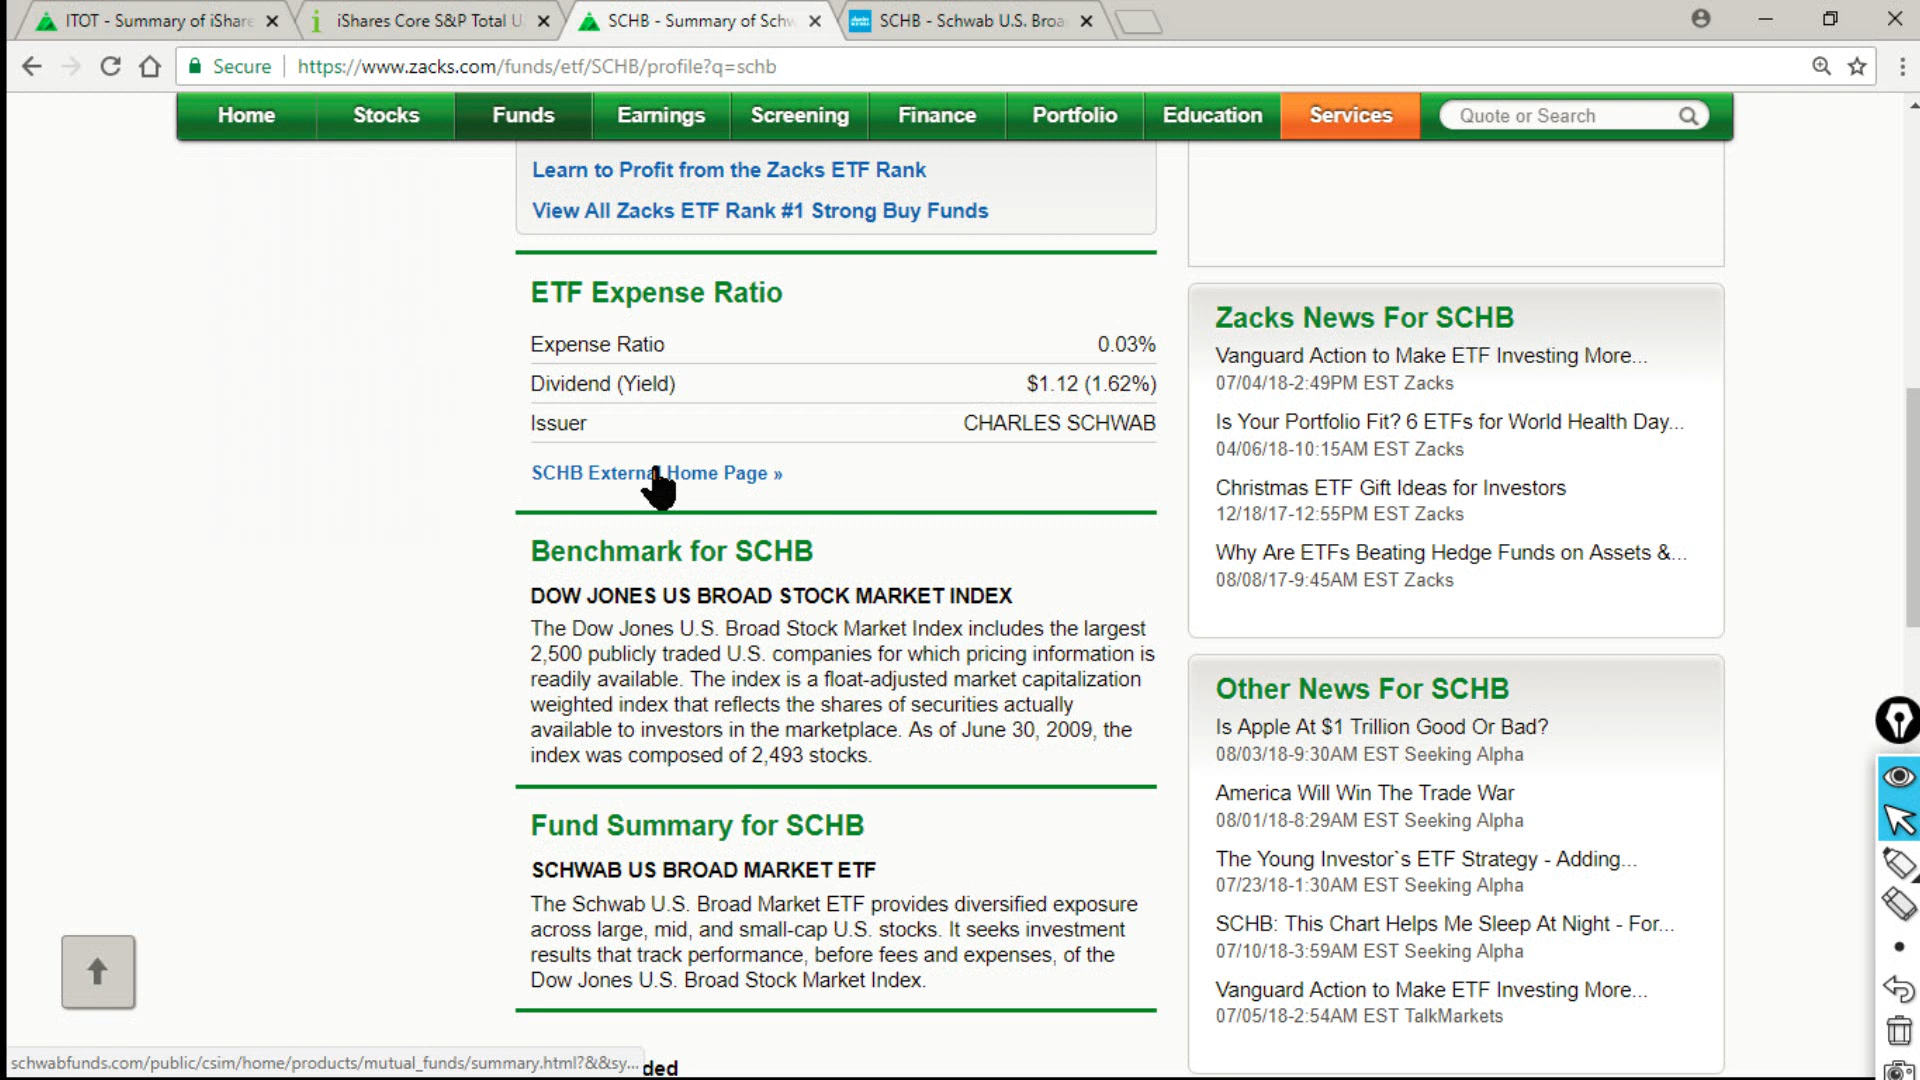 ITOT - Summary of iShare
iShares Core S&P Total U
SCHB - Summary of Schw
SCHB - Schwab U.S. Broa
Secure
https://www.zacks.com/funds/etf/SCHB/profile?q=schb
Home
Stocks
Funds
Earnings
Screening
Finance
Portfolio
Education
Services
Quote or Search
Learn to Profit from the Zacks ETF Rank
View All Zacks ETF Rank #1 Strong Buy Funds
ETF Expense Ratio
Expense Ratio 0.03%
Dividend (Yield) $1.12 (1.62%)
Issuer CHARLES SCHWAB
SCHB External Home Page »
Benchmark for SCHB
DOW JONES US BROAD STOCK MARKET INDEX
The Dow Jones U.S. Broad Stock Market Index includes the largest
2,500 publicly traded U.S. companies for which pricing information is
readily available. The index is a float-adjusted market capitalization
weighted index that reflects the shares of securities actually
available to investors in the marketplace. As of June 30, 2009, the
index was composed of 2,493 stocks.
Fund Summary for SCHB
SCHWAB US BROAD MARKET ETF
The Schwab U.S. Broad Market ETF provides diversified exposure
across large, mid, and small-cap U.S. stocks. It seeks investment
results that track performance, before fees and expenses, of the
Dow Jones U.S. Broad Stock Market Index.
Zacks News For SCHB
Vanguard Action to Make ETF Investing More...
07/04/18-2:49PM EST Zacks
Is Your Portfolio Fit? 6 ETFs for World Health Day...
04/06/18-10:15AM EST Zacks
Christmas ETF Gift Ideas for Investors
12/18/17-12:55PM EST Zacks
Why Are ETFs Beating Hedge Funds on Assets &...
08/08/17-9:45AM EST Zacks
Other News For SCHB
Is Apple At $1 Trillion Good Or Bad?
08/03/18-9:30AM EST Seeking Alpha
America Will Win The Trade War
08/01/18-8:29AM EST Seeking Alpha
The Young Investor`s ETF Strategy - Adding...
07/23/18-1:30AM EST Seeking Alpha
SCHB: This Chart Helps Me Sleep At Night - For...
07/10/18-3:59AM EST Seeking Alpha
Vanguard Action to Make ETF Investing More...
07/05/18-2:54AM EST TalkMarkets
schwabfunds.com/public/csim/home/products/mutual_funds/summary.html?&&sy...
ded